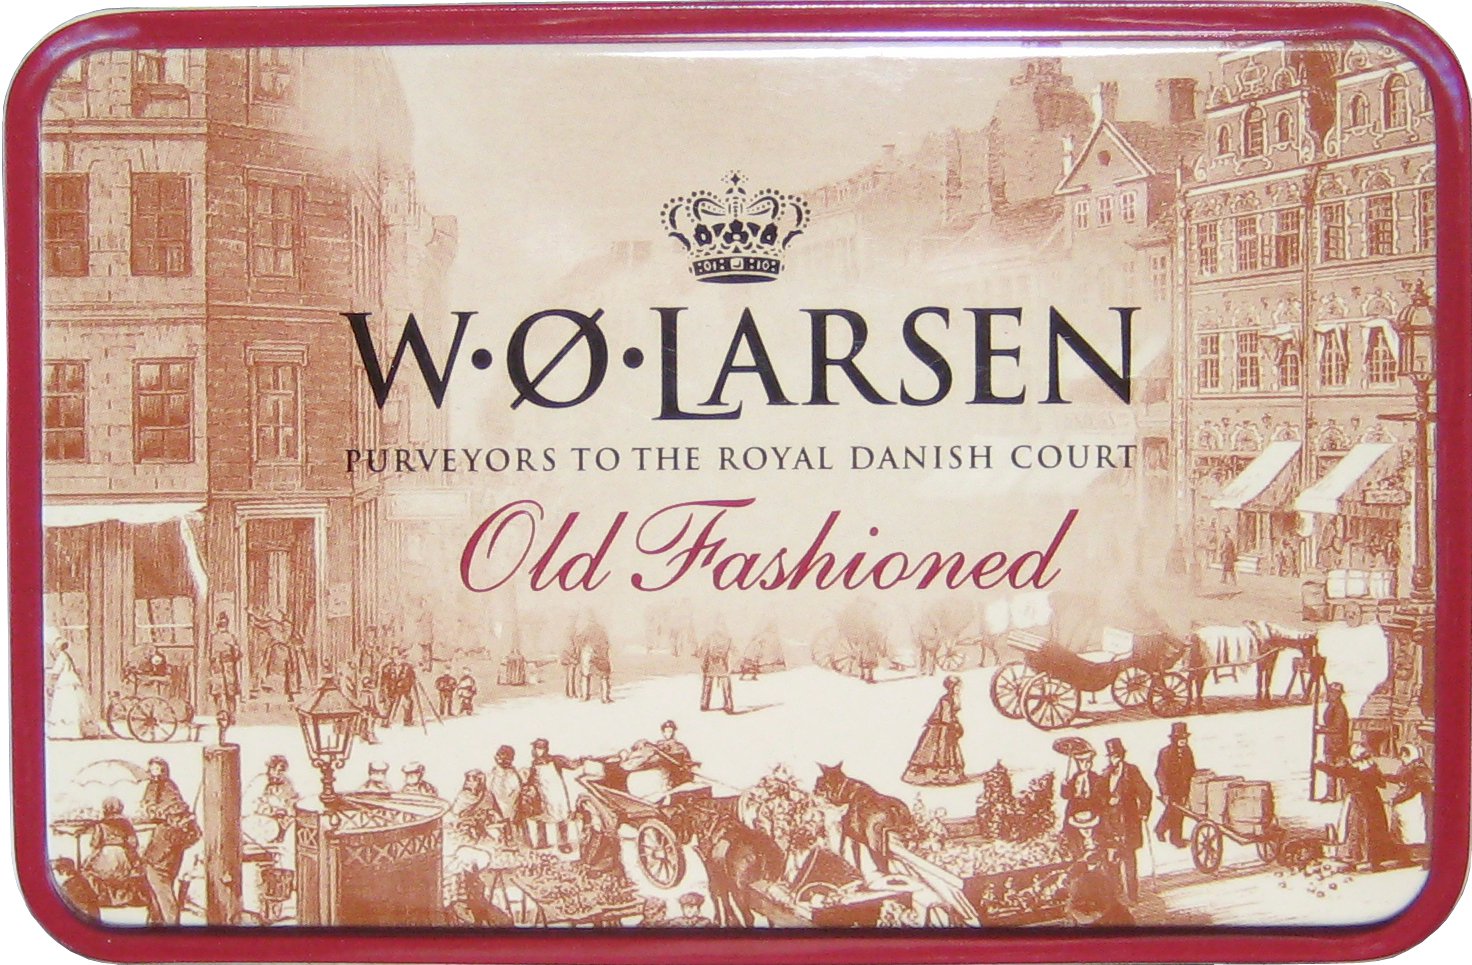 W·Ø·LARSEN
PURVEYORS TO THE ROYAL DANISH COURT
Old Fashioned